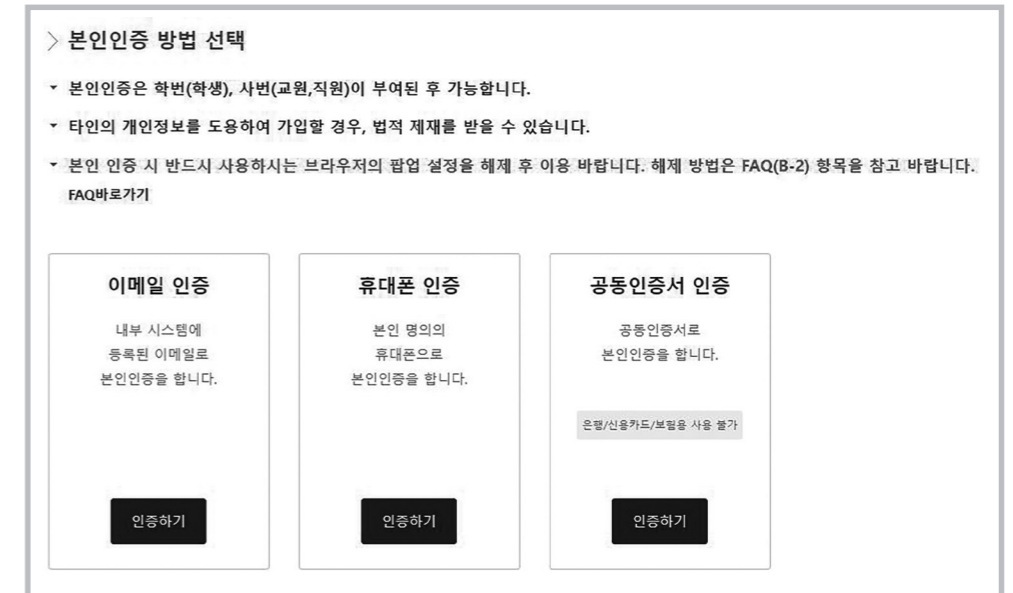 본인인증 방법 선택
본인인증은 학번(학생), 사번(교원,직원)이 부여된 후 가능합니다.
타인의 개인정보를 도용하여 가입할 경우, 법적 제재를 받을 수 있습니다.
본인 인증 시 반드시 사용하시는 브라우저의 팝업 설정을 해제 후 이용 바랍니다. 해제 방법은 FAQ(B-2) 항목을 참고 바랍니다.
FAQ바로가기
이메일 인증
내부 시스템에
등록된 이메일로
본인인증을 합니다.
인증하기
휴대폰 인증
본인 명의의
휴대폰으로
본인인증을 합니다.
인증하기
공동인증서 인증
공동인증서로
본인인증을 합니다.
은행/신용카드/보험용 사용 불가
인증하기